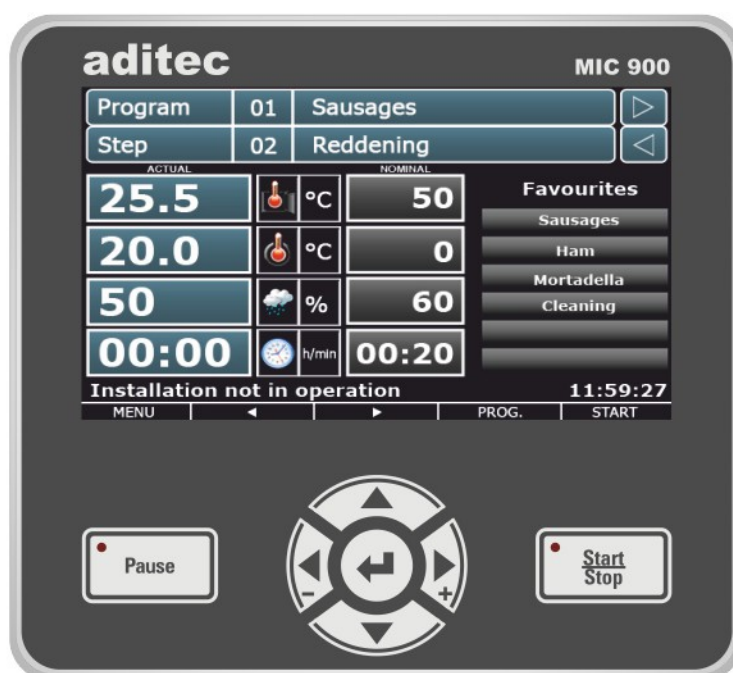 aditec
MIC 900
Program 01 Sausages
Step 02 Reddening
ACTUAL NOMINAL
25.5 °C 50
20.0 °C 0
50 % 60
00:00 h/min 00:20
Favourites
Sausages
Ham
Mortadella
Cleaning
Installation not in operation 11:59:27
MENU PROG. START
Pause
- +
Start
Stop